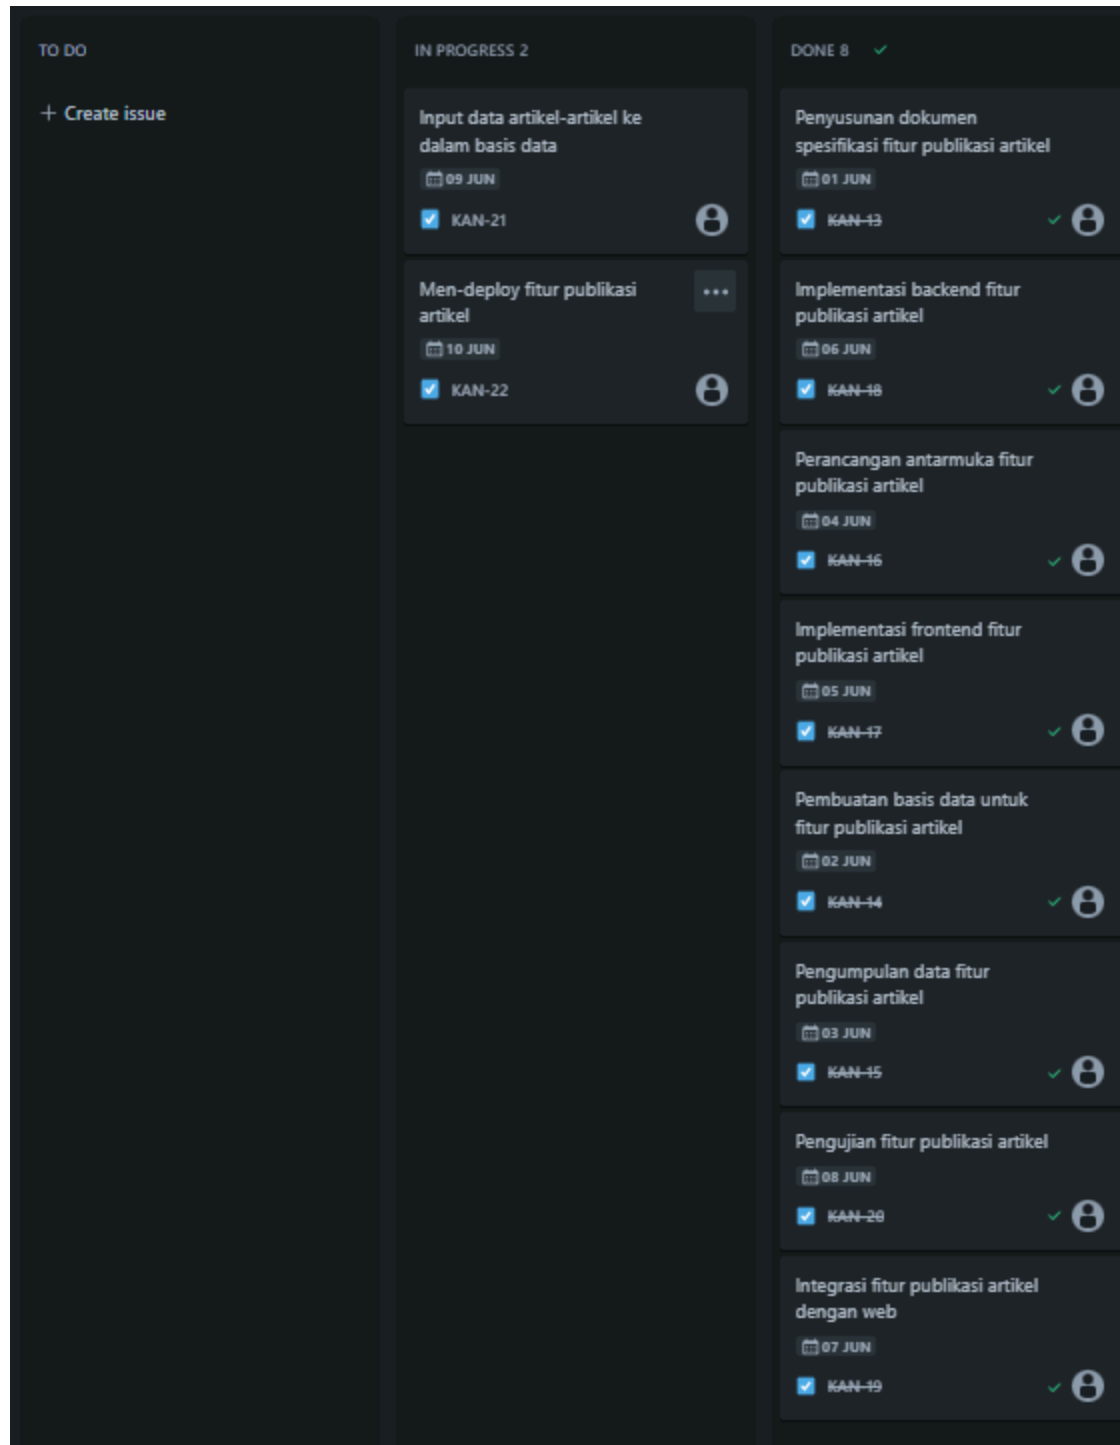 TO DO
+ Create issue
IN PROGRESS 2
Input data artikel-artikel ke
dalam basis data
09 JUN
KAN-21
Men-deploy fitur publikasi
artikel
10 JUN
KAN-22
DONE 8
Penyusunan dokumen
spesifikasi fitur publikasi artikel
01 JUN
KAN-13
Implementasi backend fitur
publikasi artikel
06 JUN
KAN-18
Perancangan antarmuka fitur
publikasi artikel
04 JUN
KAN-16
Implementasi frontend fitur
publikasi artikel
05 JUN
KAN-17
Pembuatan basis data untuk
fitur publikasi artikel
02 JUN
KAN-14
Pengumpulan data fitur
publikasi artikel
03 JUN
KAN-15
Pengujian fitur publikasi artikel
08 JUN
KAN-20
Integrasi fitur publikasi artikel
dengan web
07 JUN
KAN-19